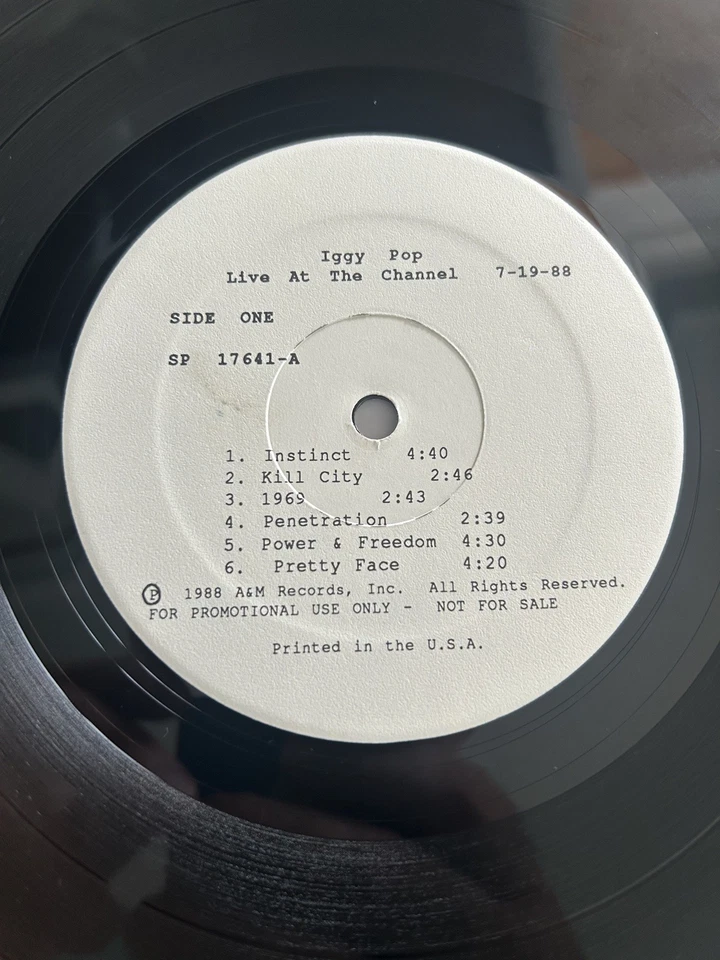 Iggy Pop
Live At The Channel 7-19-88
SIDE ONE
SP 17641-A
1. Instinct 4:40
2. Kill City 2:46
3. 1969 2:43
4. Penetration 2:39
5. Power & Freedom 4:30
6. Pretty Face 4:20
Ⓟ 1988 A&M Records, Inc. All Rights Reserved.
FOR PROMOTIONAL USE ONLY - NOT FOR SALE
Printed in the U.S.A.